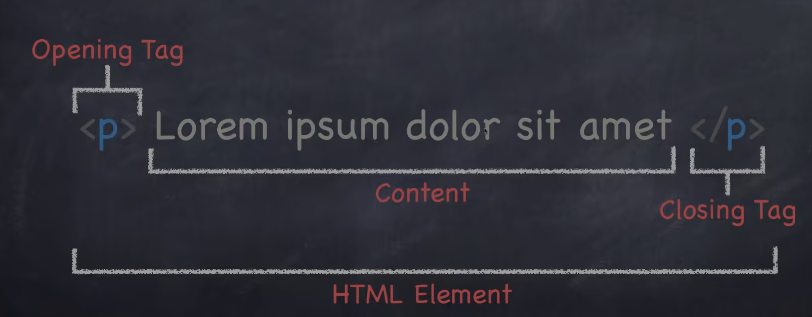 Opening Tag
<p> Lorem ipsum dolor sit amet </p>
Content
Closing Tag
HTML Element